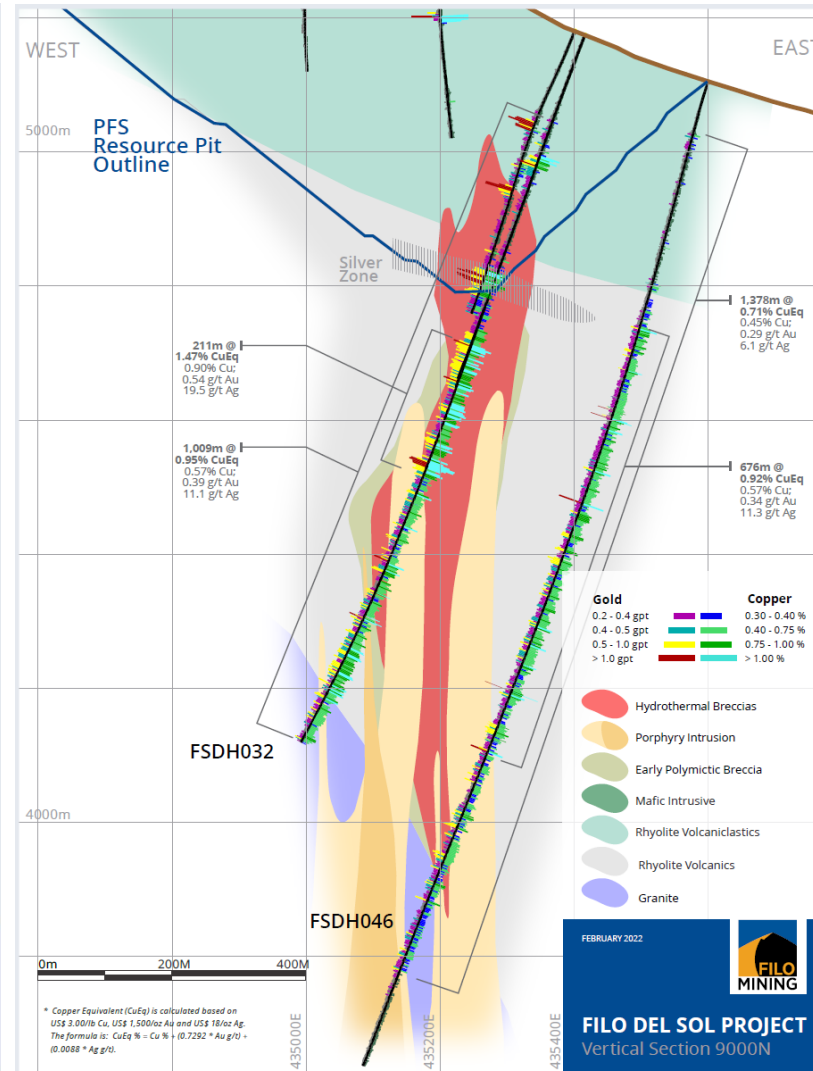 WEST
EAST
5000m
PFS
Resource Pit
Outline
Silver
Zone
1,378m @
0.71% CuEq
0.45% Cu;
0.29 g/t Au
6.1 g/t Ag
211m @
1.47% CuEq
0.90% Cu;
0.54 g/t Au
19.5 g/t Ag
1,009m @
0.95% CuEq
0.57% Cu;
0.39 g/t Au
11.1 g/t Ag
676m @
0.92% CuEq
0.57% Cu;
0.34 g/t Au
11.3 g/t Ag
Gold Copper
0.2 - 0.4 gpt 0.30 - 0.40 %
0.4 - 0.5 gpt 0.40 - 0.75 %
0.5 - 1.0 gpt 0.75 - 1.00 %
> 1.0 gpt > 1.00 %
Hydrothermal Breccias
Porphyry Intrusion
Early Polymictic Breccia
Mafic Intrusive
Rhyolite Volcaniclastics
Rhyolite Volcanics
Granite
FSDH032
4000m
FSDH046
0m 200M 400M
* Copper Equivalent (CuEq) is calculated based on
US$ 3.00/lb Cu, US$ 1,500/oz Au and US$ 18/oz Ag.
The formula is: CuEq % = Cu % + (0.7292 * Au g/t) +
(0.0088 * Ag g/t).
435000E
435200E
435400E
FEBRUARY 2022
FILO
MINING
FILO DEL SOL PROJECT
Vertical Section 9000N